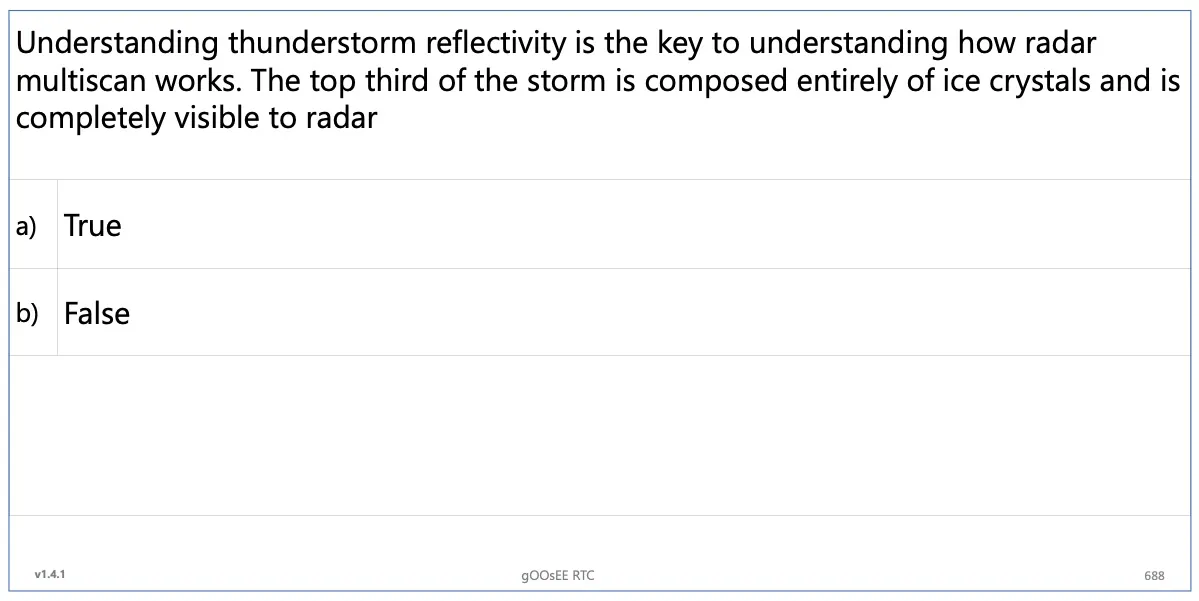 Understanding thunderstorm reflectivity is the key to understanding how radar
multiscan works. The top third of the storm is composed entirely of ice crystals and is
completely visible to radar
a) True
b) False
v1.4.1 gOOsEE RTC 688